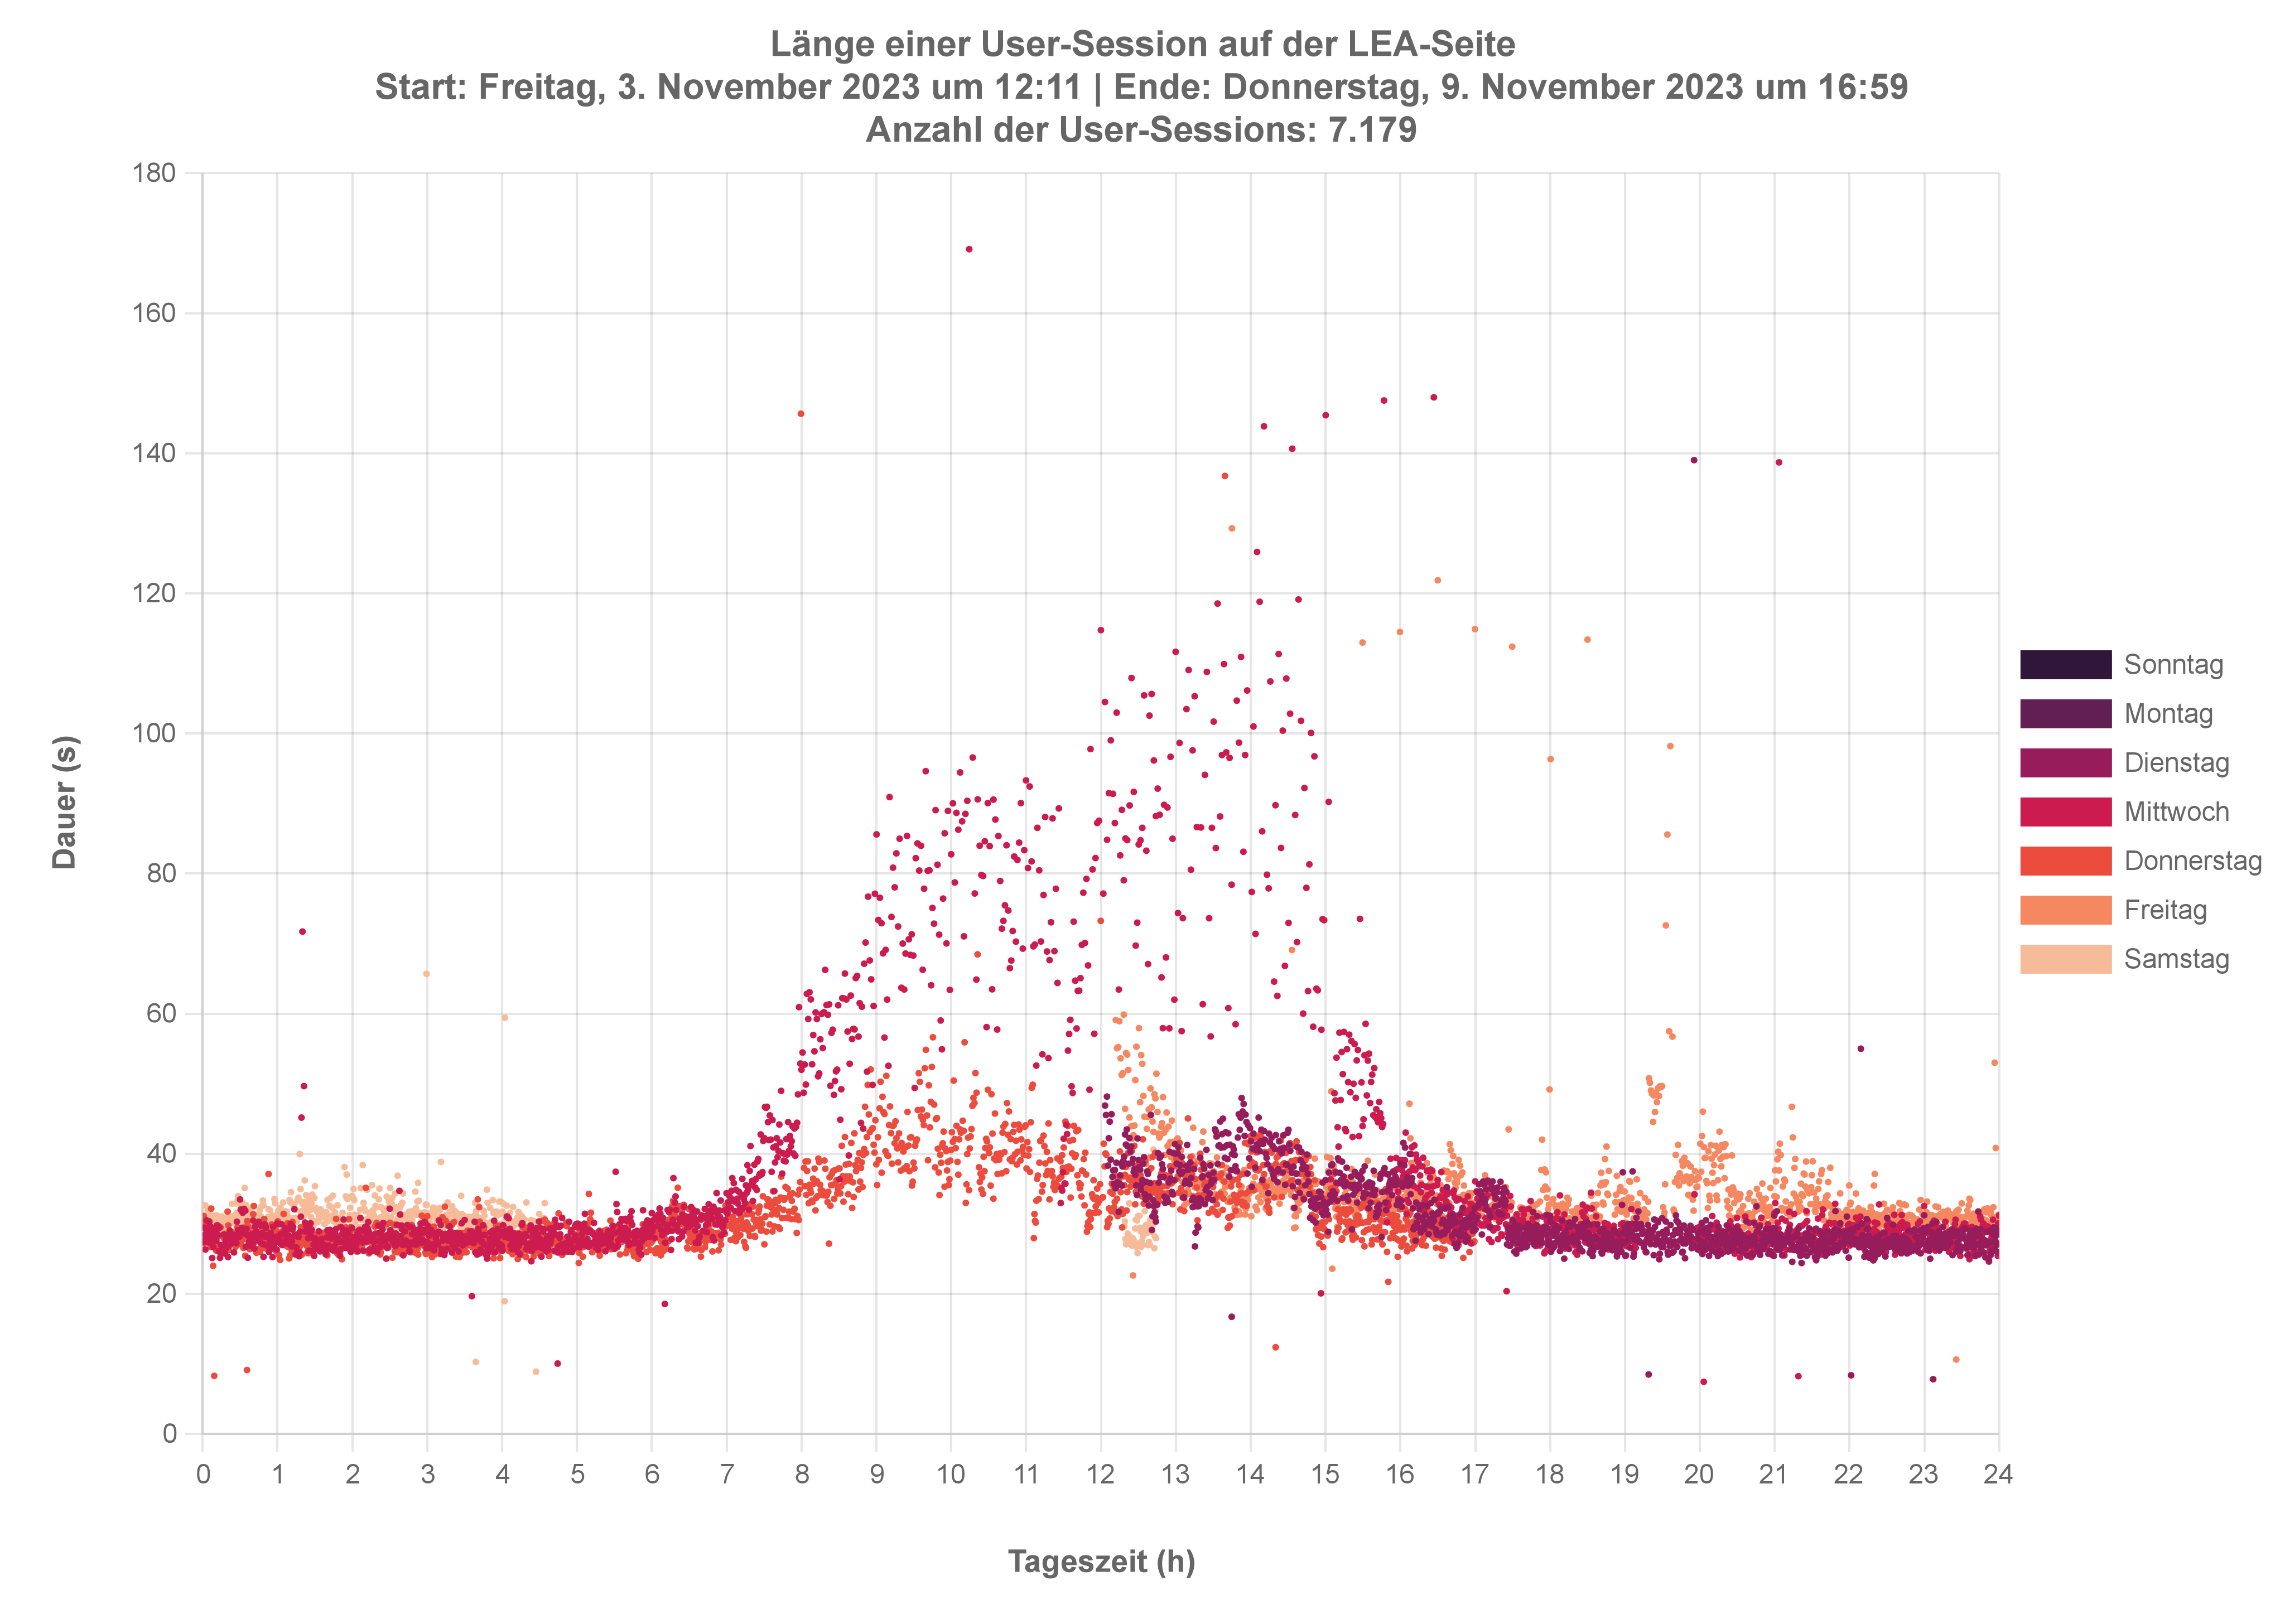 Länge einer User-Session auf der LEA-Seite
Start: Freitag, 3. November 2023 um 12:11 | Ende: Donnerstag, 9. November 2023 um 16:59
Anzahl der User-Sessions: 7.179
180
160
140
120
100
80
60
40
20
0
Dauer (s)
0 1 2 3 4 5 6 7 8 9 10 11 12 13 14 15 16 17 18 19 20 21 22 23 24
Tageszeit (h)
Sonntag
Montag
Dienstag
Mittwoch
Donnerstag
Freitag
Samstag